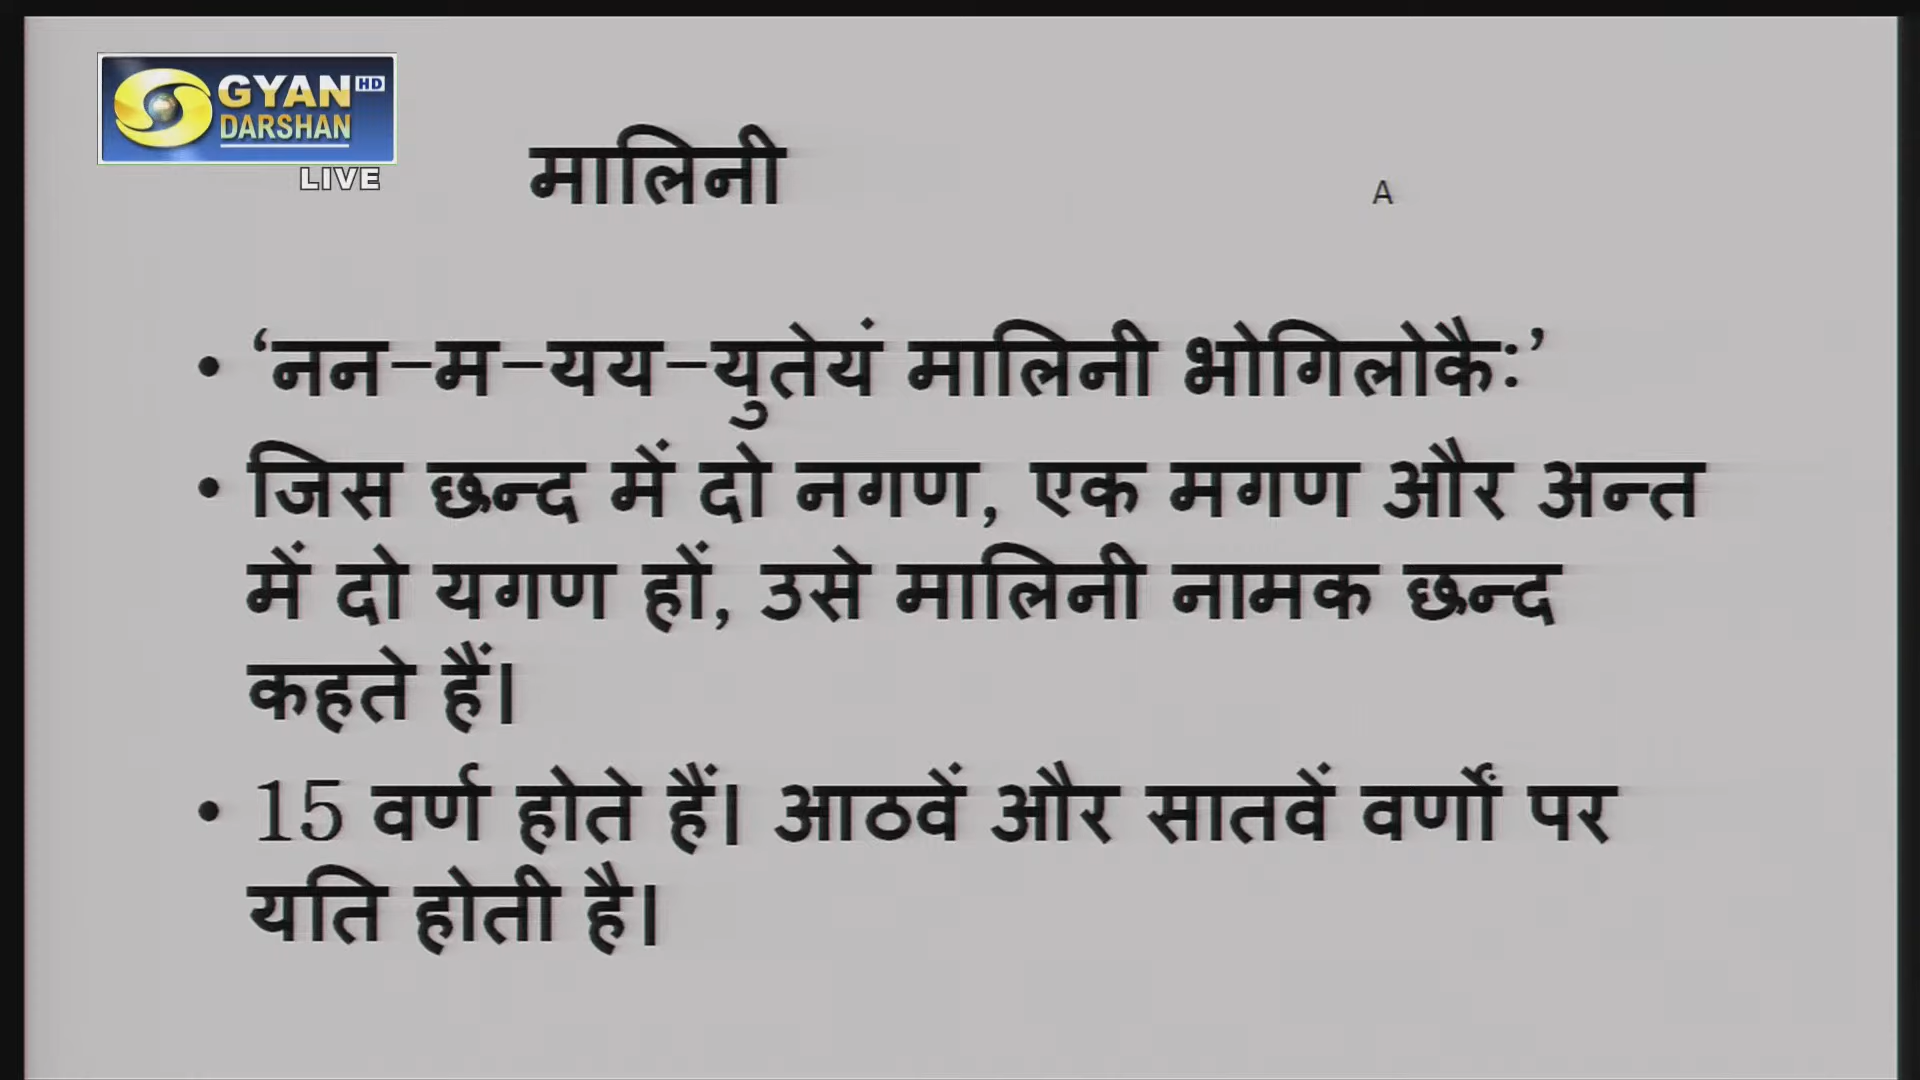 GYAN HD
DARSHAN
LIVE
मालिनी
A
• ‘नन-म-यय-युतेयं मालिनी भोगिलोकैः’
• जिस छन्द में दो नगण, एक मगण और अन्त
में दो यगण हों, उसे मालिनी नामक छन्द
कहते हैं।
• 15 वर्ण होते हैं। आठवें और सातवें वर्णों पर
यति होती है।